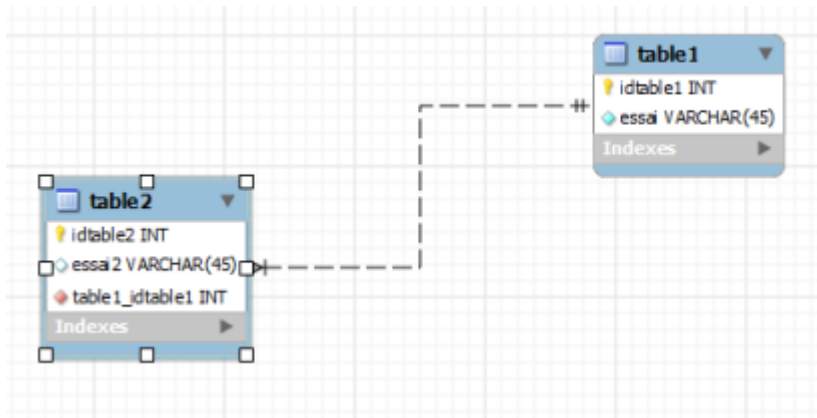 table1
idtable1 INT
essai VARCHAR(45)
Indexes
table2
idtable2 INT
essai2 VARCHAR(45)
table1_idtable1 INT
Indexes